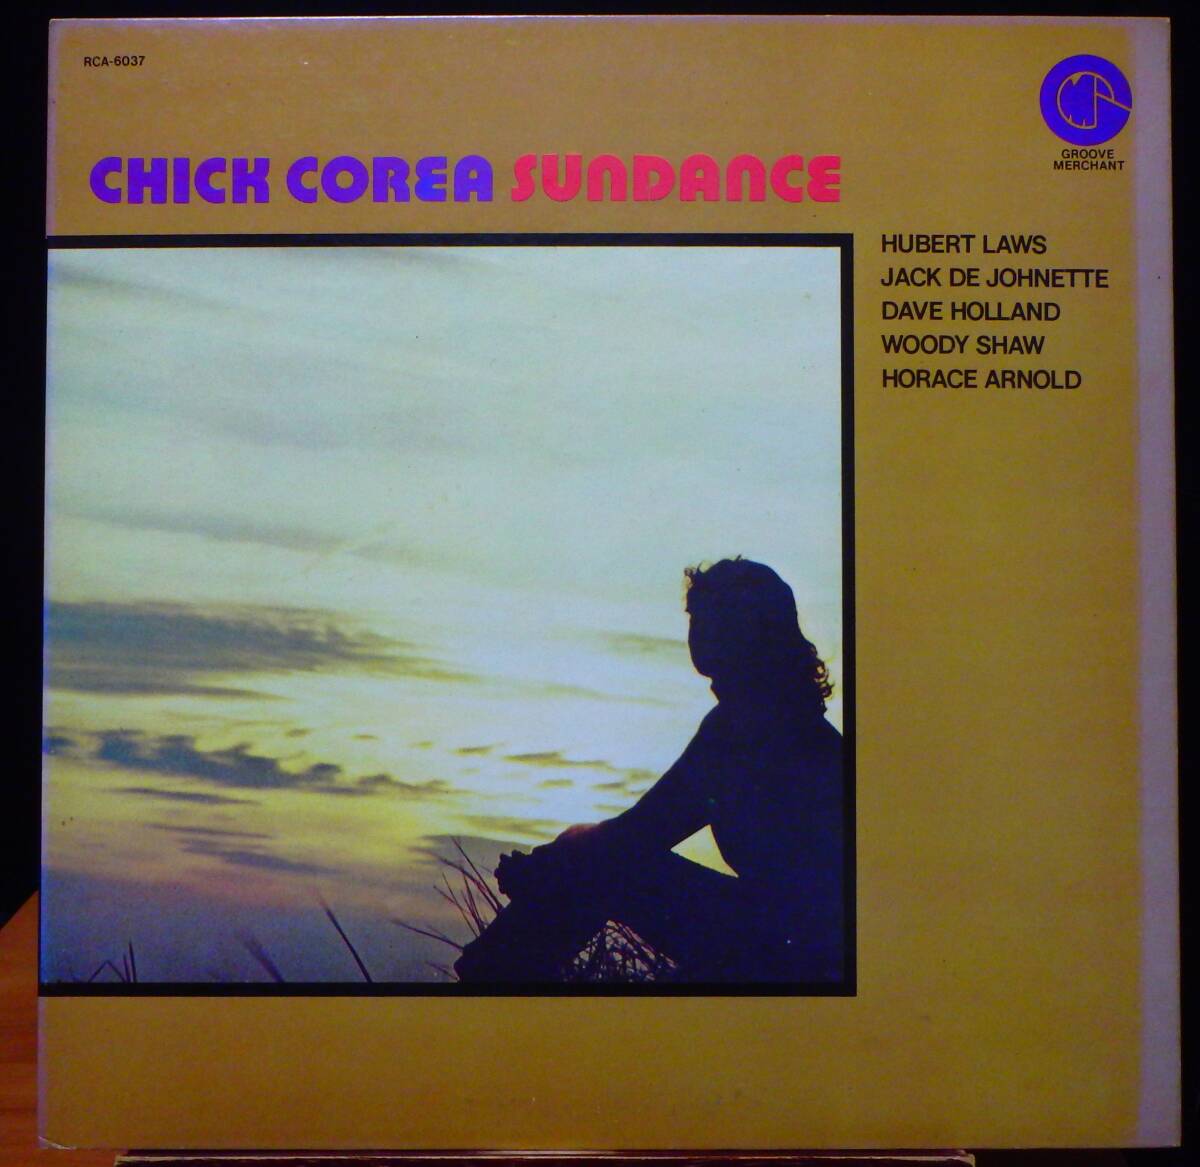 RCA-6037
GROOVE
MERCHANT
CHICK COREA SUNDANCE
HUBERT LAWS
JACK DE JOHNETTE
DAVE HOLLAND
WOODY SHAW
HORACE ARNOLD